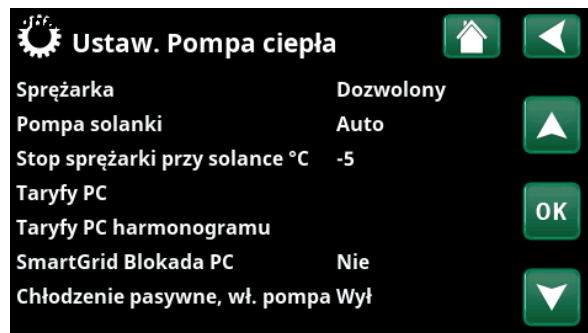 Ustaw. Pompa ciepła
Sprężarka Dozwolony
Pompa solanki Auto
Stop sprężarki przy solance °C -5
Taryfy PC
Taryfy PC harmonogramu
OK
SmartGrid Blokada PC Nie
Chłodzenie pasywne, wł. pompa Wył